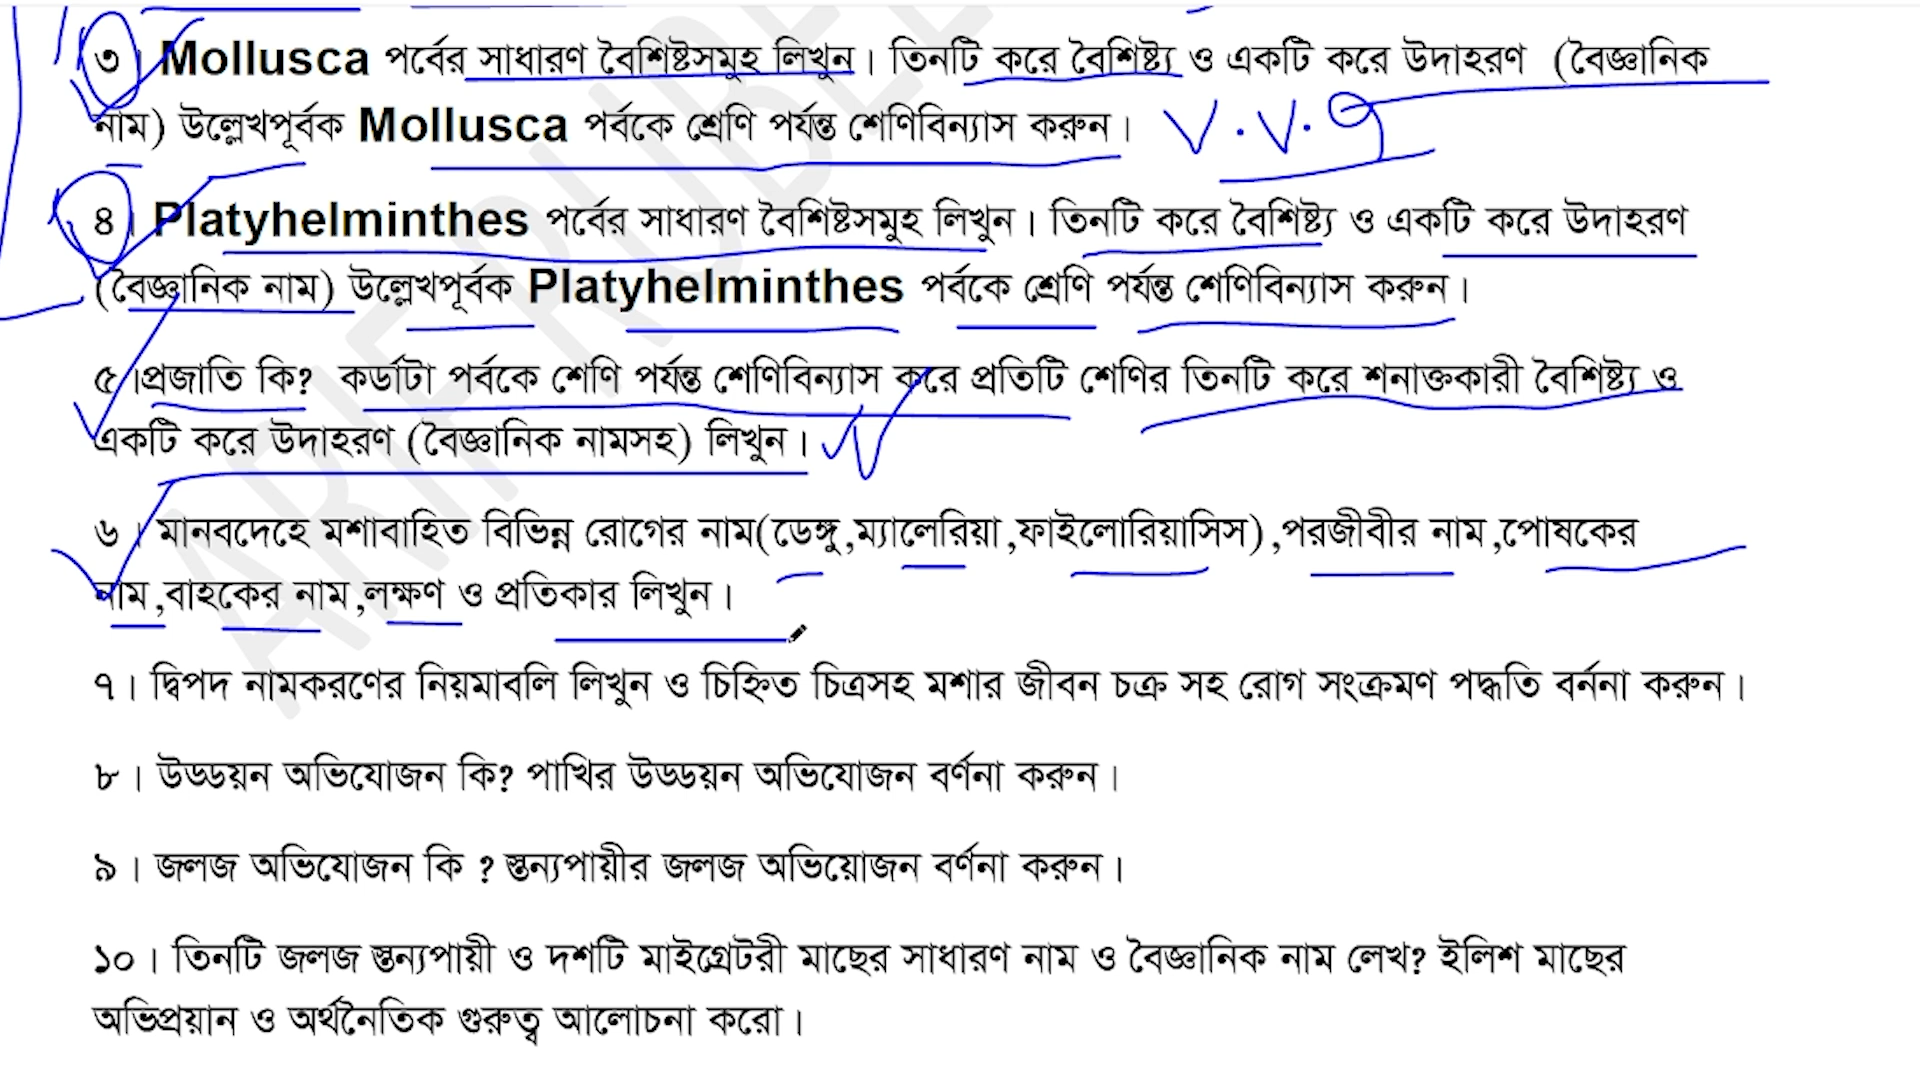 ৩। Mollusca পর্বের সাধারণ বৈশিষ্টসমুহ লিখুন। তিনটি করে বৈশিষ্ট্য ও একটি করে উদাহরণ (বৈজ্ঞানিক
নাম) উল্লেখপূর্বক Mollusca পর্বকে শ্রেণি পর্যন্ত শেণিবিন্যাস করুন। V.V.
৪। Platyhelminthes পর্বের সাধারণ বৈশিষ্টসমুহ লিখুন। তিনটি করে বৈশিষ্ট্য ও একটি করে উদাহরণ
(বৈজ্ঞানিক নাম) উল্লেখপূর্বক Platyhelminthes পর্বকে শ্রেণি পর্যন্ত শেণিবিন্যাস করুন।
৫।প্রজাতি কি? কর্ডাটা পর্বকে শেণি পর্যন্ত শেণিবিন্যাস করে প্রতিটি শেণির তিনটি করে শনাক্তকারী বৈশিষ্ট্য ও
একটি করে উদাহরণ (বৈজ্ঞানিক নামসহ) লিখুন।
৬। মানবদেহে মশাবাহিত বিভিন্ন রোগের নাম(ডেঙ্গু,ম্যালেরিয়া,ফাইলোরিয়াসিস),পরজীবীর নাম,পোষকের
নাম,বাহকের নাম,লক্ষণ ও প্রতিকার লিখুন।
৭। দ্বিপদ নামকরণের নিয়মাবলি লিখুন ও চিহ্নিত চিত্রসহ মশার জীবন চক্র সহ রোগ সংক্রমণ পদ্ধতি বর্ননা করুন।
৮। উড্ডয়ন অভিযোজন কি? পাখির উড্ডয়ন অভিযোজন বর্ণনা করুন।
৯। জলজ অভিযোজন কি ? স্তন্যপায়ীর জলজ অভিয়োজন বর্ণনা করুন।
১০। তিনটি জলজ স্তন্যপায়ী ও দশটি মাইগ্রেটরী মাছের সাধারণ নাম ও বৈজ্ঞানিক নাম লেখ? ইলিশ মাছের
অভিপ্রয়ান ও অর্থনৈতিক গুরুত্ব আলোচনা করো।